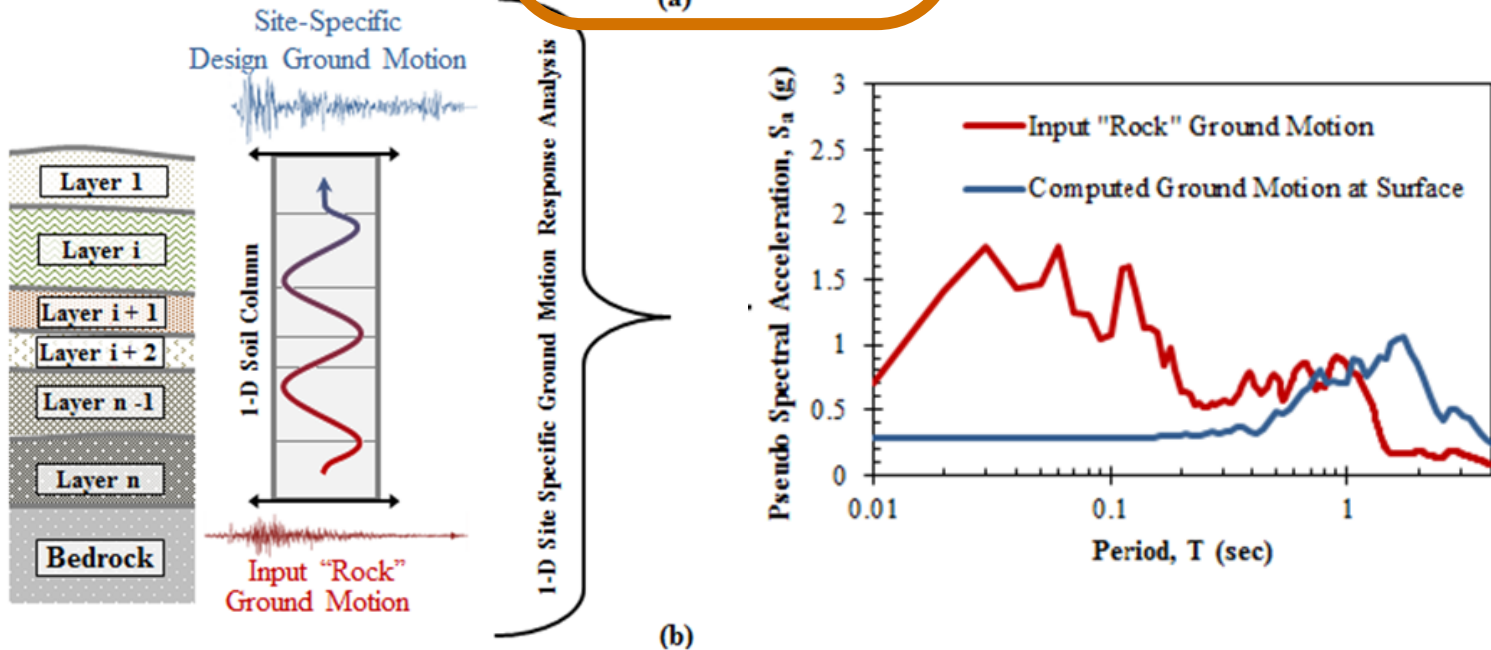 (a)
Site-Specific
Design Ground Motion
Layer 1
Layer i
Layer i + 1
Layer i + 2
Layer n -1
Layer n
Bedrock
1-D Soil Column
Input “Rock”
Ground Motion
1-D Site Specific Ground Motion Response Analysis
Pseudo Spectral Acceleration, Sa (g)
3
2.5
2
1.5
1
0.5
0
Input "Rock" Ground Motion
Computed Ground Motion at Surface
0.01
0.1
1
Period, T (sec)
(b)